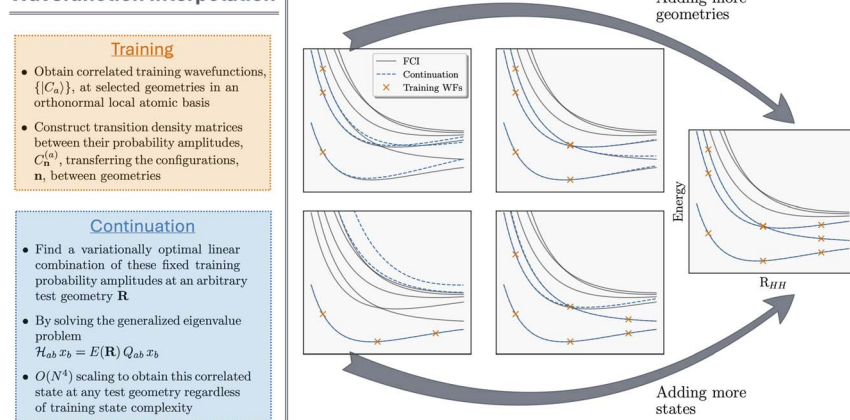 Wavefunction Interpolation
Training
• Obtain correlated training wavefunctions,
{|C_a⟩}, at selected geometries in an
orthonormal local atomic basis
• Construct transition density matrices
between their probability amplitudes,
C_n^(a), transferring the configurations,
n, between geometries
Continuation
• Find a variationally optimal linear
combination of these fixed training
probability amplitudes at an arbitrary
test geometry R
• By solving the generalized eigenvalue
problem
ℋ_ab x_b = E(R) Q_ab x_b
• O(N⁴) scaling to obtain this correlated
state at any test geometry regardless
of training state complexity
Adding more
geometries
FCI
Continuation
Training WFs
Energy
R_HH
Adding more
states